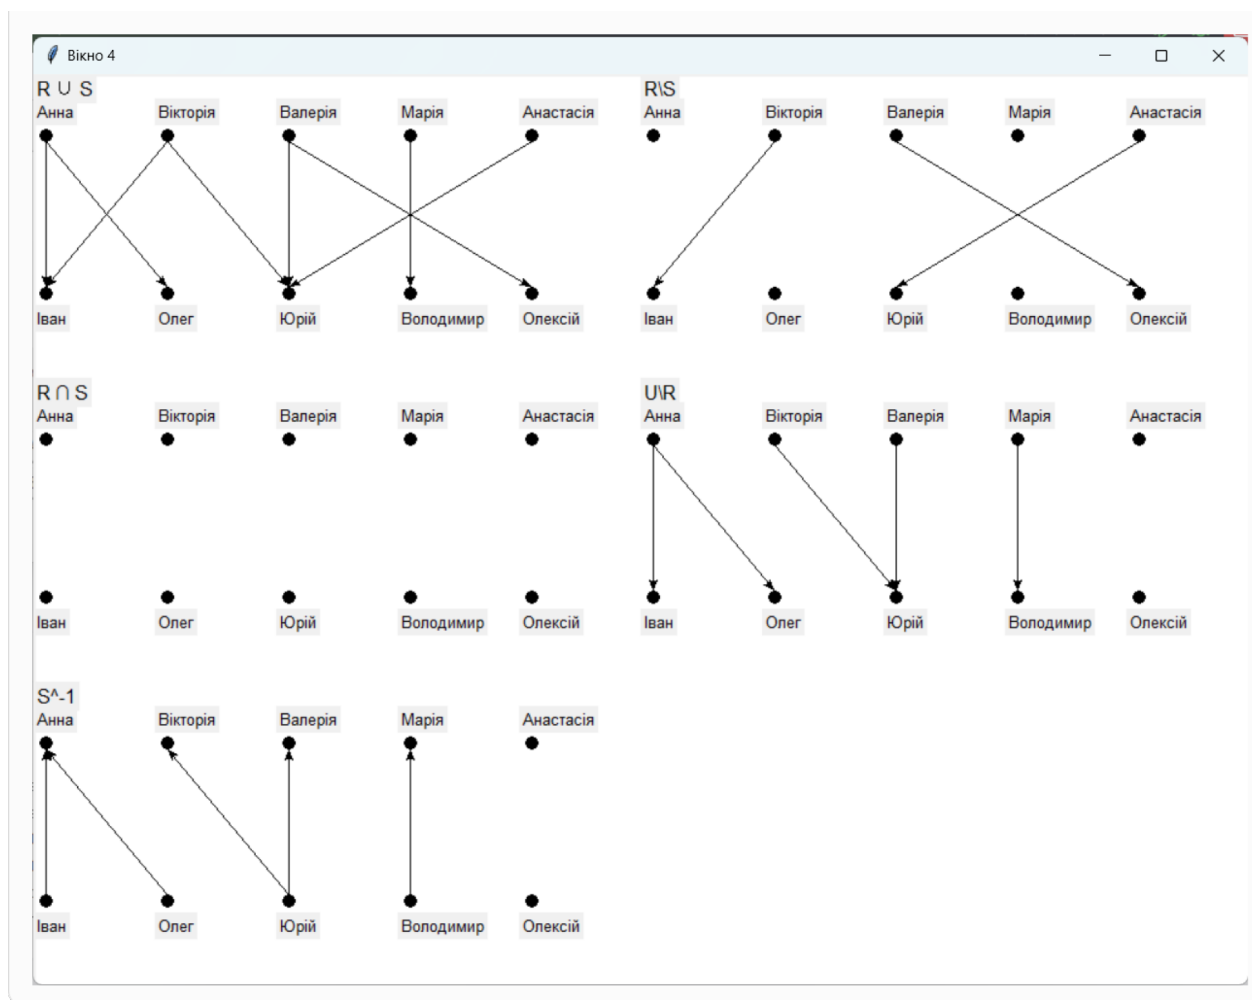 Вікно 4
R ∪ S
Анна Вікторія Валерія Марія Анастасія
Іван Олег Юрій Володимир Олексій
R\S
Анна Вікторія Валерія Марія Анастасія
Іван Олег Юрій Володимир Олексій
R ∩ S
Анна Вікторія Валерія Марія Анастасія
Іван Олег Юрій Володимир Олексій
U\R
Анна Вікторія Валерія Марія Анастасія
Іван Олег Юрій Володимир Олексій
S^-1
Анна Вікторія Валерія Марія Анастасія
Іван Олег Юрій Володимир Олексій